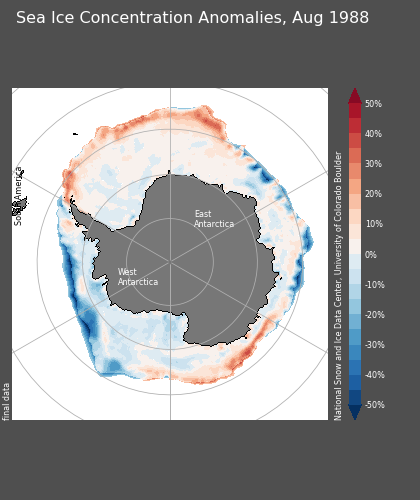 Sea Ice Concentration Anomalies, Aug 1988
South America
East
Antarctica
West
Antarctica
final data
National Snow and Ice Data Center, University of Colorado Boulder
50%
40%
30%
20%
10%
0%
-10%
-20%
-30%
-40%
-50%